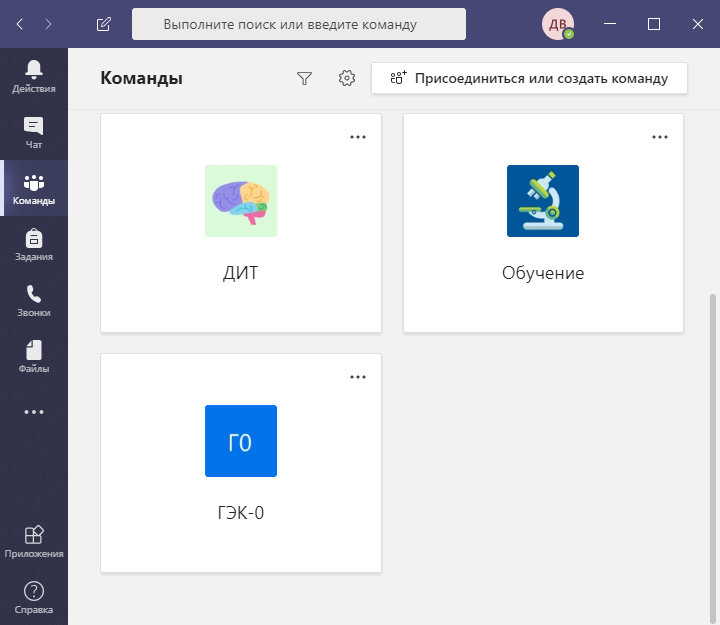 Выполните поиск или введите команду
ДВ
Действия
Чат
Команды
Задания
Звонки
Файлы
Приложения
Справка
Команды
Присоединиться или создать команду
ДИТ
Обучение
Г0
ГЭК-0